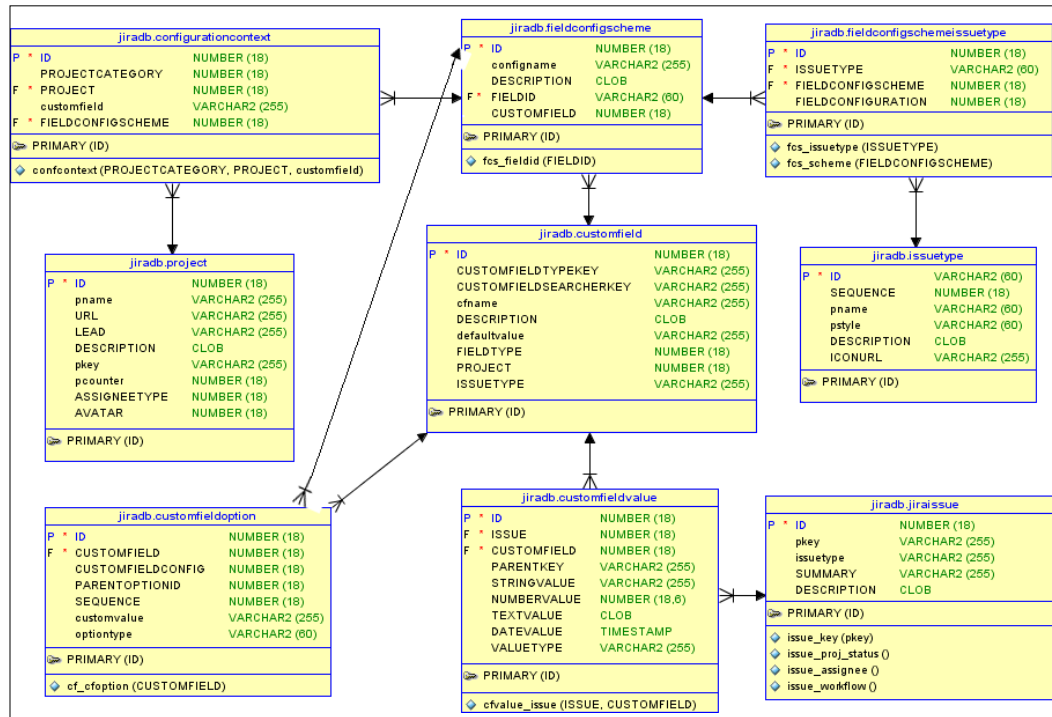 jiradb.configurationcontext
P * ID NUMBER (18)
PROJECTCATEGORY NUMBER (18)
F * PROJECT NUMBER (18)
customfield VARCHAR2 (255)
F * FIELDCONFIGSCHEME NUMBER (18)
PRIMARY (ID)
confcontext (PROJECTCATEGORY, PROJECT, customfield)
jiradb.fieldconfigscheme
P * ID NUMBER (18)
configname VARCHAR2 (255)
DESCRIPTION CLOB
F * FIELDID VARCHAR2 (60)
CUSTOMFIELD NUMBER (18)
PRIMARY (ID)
fcs_fieldid (FIELDID)
jiradb.fieldconfigschemeissuetype
P * ID NUMBER (18)
F * ISSUETYPE VARCHAR2 (60)
F * FIELDCONFIGSCHEME NUMBER (18)
FIELDCONFIGURATION NUMBER (18)
PRIMARY (ID)
fcs_issuetype (ISSUETYPE)
fcs_scheme (FIELDCONFIGSCHEME)
jiradb.project
P * ID NUMBER (18)
pname VARCHAR2 (255)
URL VARCHAR2 (255)
LEAD VARCHAR2 (255)
DESCRIPTION CLOB
pkey VARCHAR2 (255)
pcounter NUMBER (18)
ASSIGNEETYPE NUMBER (18)
AVATAR NUMBER (18)
PRIMARY (ID)
jiradb.customfield
P * ID NUMBER (18)
CUSTOMFIELDTYPEKEY VARCHAR2 (255)
CUSTOMFIELDSEARCHERKEY VARCHAR2 (255)
cfname VARCHAR2 (255)
DESCRIPTION CLOB
defaultvalue VARCHAR2 (255)
FIELDTYPE NUMBER (18)
PROJECT NUMBER (18)
ISSUETYPE VARCHAR2 (255)
PRIMARY (ID)
jiradb.issuetype
P * ID VARCHAR2 (60)
SEQUENCE NUMBER (18)
pname VARCHAR2 (60)
pstyle VARCHAR2 (60)
DESCRIPTION CLOB
ICONURL VARCHAR2 (255)
PRIMARY (ID)
jiradb.customfieldoption
P * ID NUMBER (18)
F * CUSTOMFIELD NUMBER (18)
CUSTOMFIELDCONFIG NUMBER (18)
PARENTOPTIONID NUMBER (18)
SEQUENCE NUMBER (18)
customvalue VARCHAR2 (255)
optiontype VARCHAR2 (60)
PRIMARY (ID)
cf_cfoption (CUSTOMFIELD)
jiradb.customfieldvalue
P * ID NUMBER (18)
F * ISSUE NUMBER (18)
F * CUSTOMFIELD NUMBER (18)
PARENTKEY VARCHAR2 (255)
STRINGVALUE VARCHAR2 (255)
NUMBERVALUE NUMBER (18,6)
TEXTVALUE CLOB
DATEVALUE TIMESTAMP
VALUETYPE VARCHAR2 (255)
PRIMARY (ID)
cfvalue_issue (ISSUE, CUSTOMFIELD)
jiradb.jiraissue
P * ID NUMBER (18)
pkey VARCHAR2 (255)
issuetype VARCHAR2 (255)
SUMMARY VARCHAR2 (255)
DESCRIPTION CLOB
PRIMARY (ID)
issue_key (pkey)
issue_proj_status ()
issue_assignee ()
issue_workflow ()